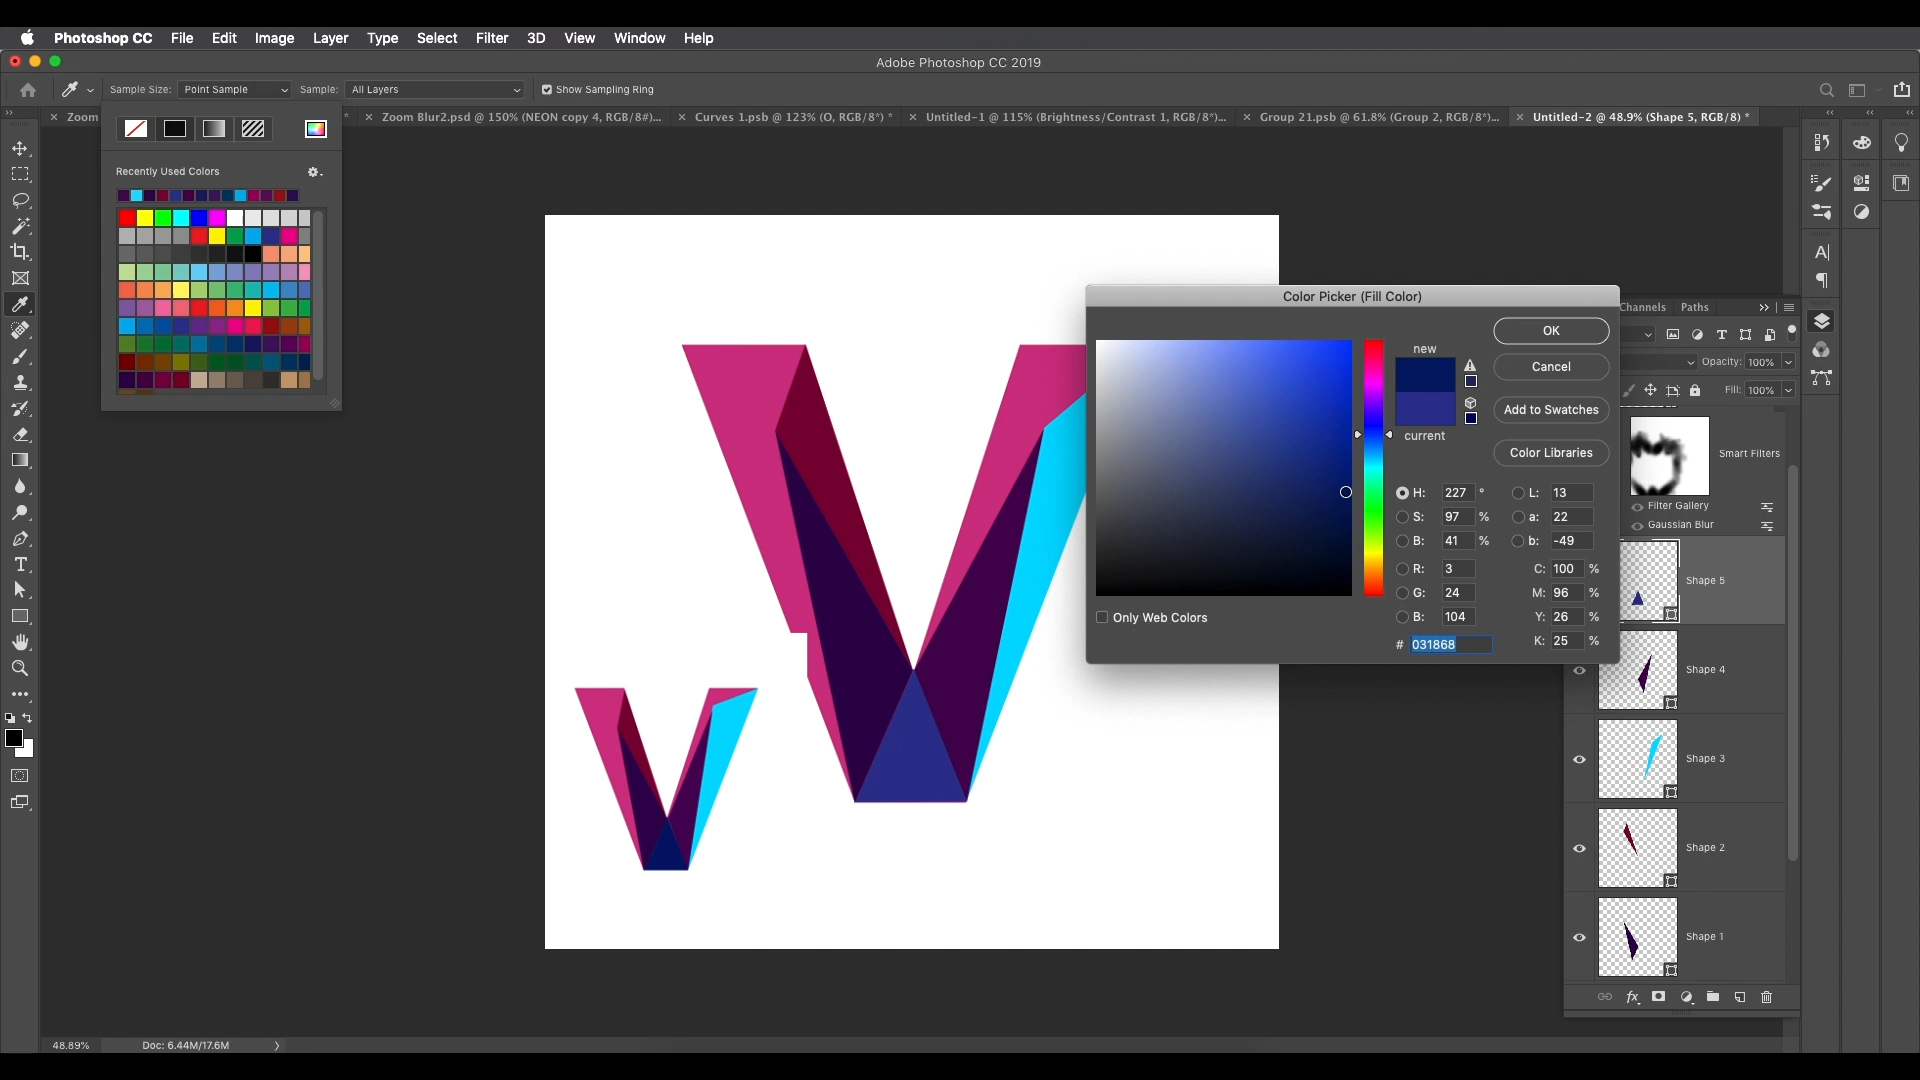 Photoshop CC File Edit Image Layer Type Select Filter 3D View Window Help
Adobe Photoshop CC 2019
Sample Size: Point Sample Sample: All Layers Show Sampling Ring
Zoom
Zoom Blur2.psd @ 150% (NEON copy 4, RGB/8#)...
Curves 1.psb @ 123% (O, RGB/8*) *
Untitled-1 @ 115% (Brightness/Contrast 1, RGB/8*)...
Group 21.psb @ 61.8% (Group 2, RGB/8*)...
Untitled-2 @ 48.9% (Shape 5, RGB/8) *
Recently Used Colors
Color Picker (Fill Color)
new
current
OK
Cancel
Add to Swatches
Color Libraries
H: 227 ° L: 13
S: 97 % a: 22
B: 41 % b: -49
R: 3 C: 100 %
G: 24 M: 96 %
B: 104 Y: 26 %
# 031868 K: 25 %
Only Web Colors
Channels Paths
Opacity: 100%
Fill: 100%
Smart Filters
Filter Gallery
Gaussian Blur
Shape 5
Shape 4
Shape 3
Shape 2
Shape 1
48.89% Doc: 6.44M/17.6M